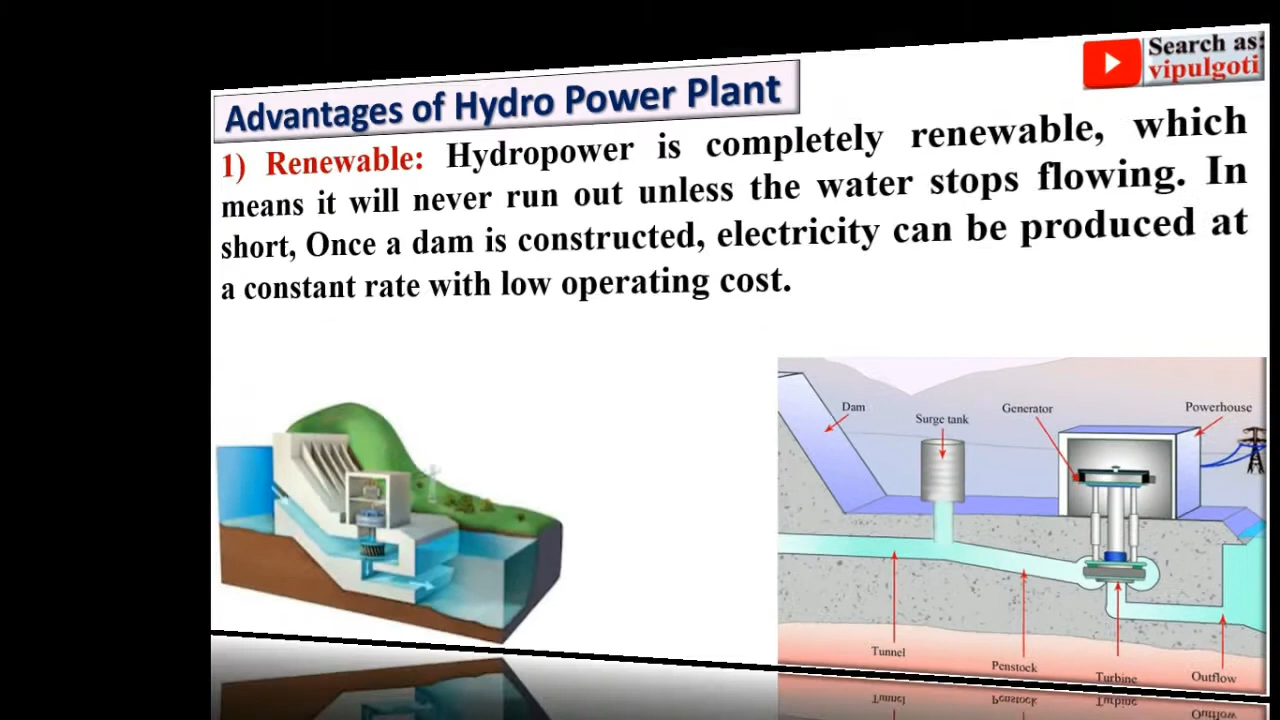 Search as:
vipulgoti
Advantages of Hydro Power Plant
1) Renewable: Hydropower is completely renewable, which
means it will never run out unless the water stops flowing. In
short, Once a dam is constructed, electricity can be produced at
a constant rate with low operating cost.
Dam
Surge tank
Generator
Powerhouse
Tunnel
Penstock
Turbine
Outflow